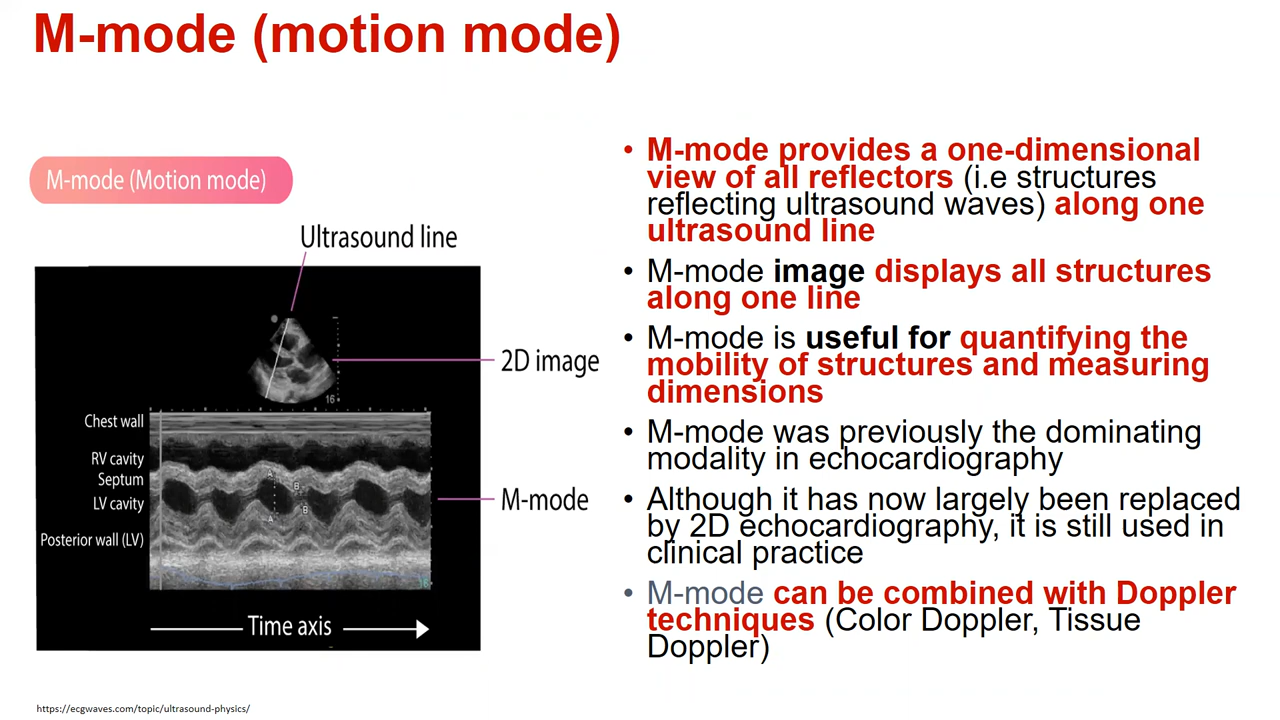 M-mode (motion mode)
M-mode (Motion mode)
Ultrasound line
2D image
16
Chest wall
RV cavity
Septum
LV cavity
Posterior wall (LV)
A
B
B
A
M-mode
16
Time axis
• M-mode provides a one-dimensional
view of all reflectors (i.e structures
reflecting ultrasound waves) along one
ultrasound line
• M-mode image displays all structures
along one line
• M-mode is useful for quantifying the
mobility of structures and measuring
dimensions
• M-mode was previously the dominating
modality in echocardiography
• Although it has now largely been replaced
by 2D echocardiography, it is still used in
clinical practice
• M-mode can be combined with Doppler
techniques (Color Doppler, Tissue
Doppler)
https://ecgwaves.com/topic/ultrasound-physics/